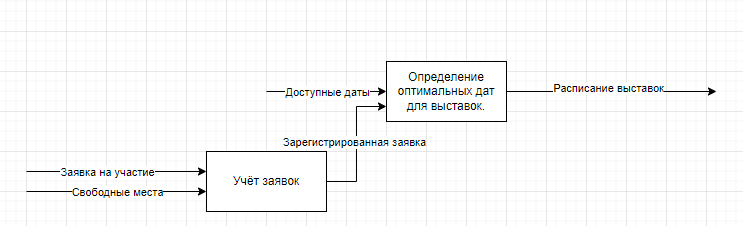 Определение
оптимальных дат
для выставок.
Доступные даты
Расписание выставок
Зарегистрированная заявка
Заявка на участие
Свободные места
Учёт заявок